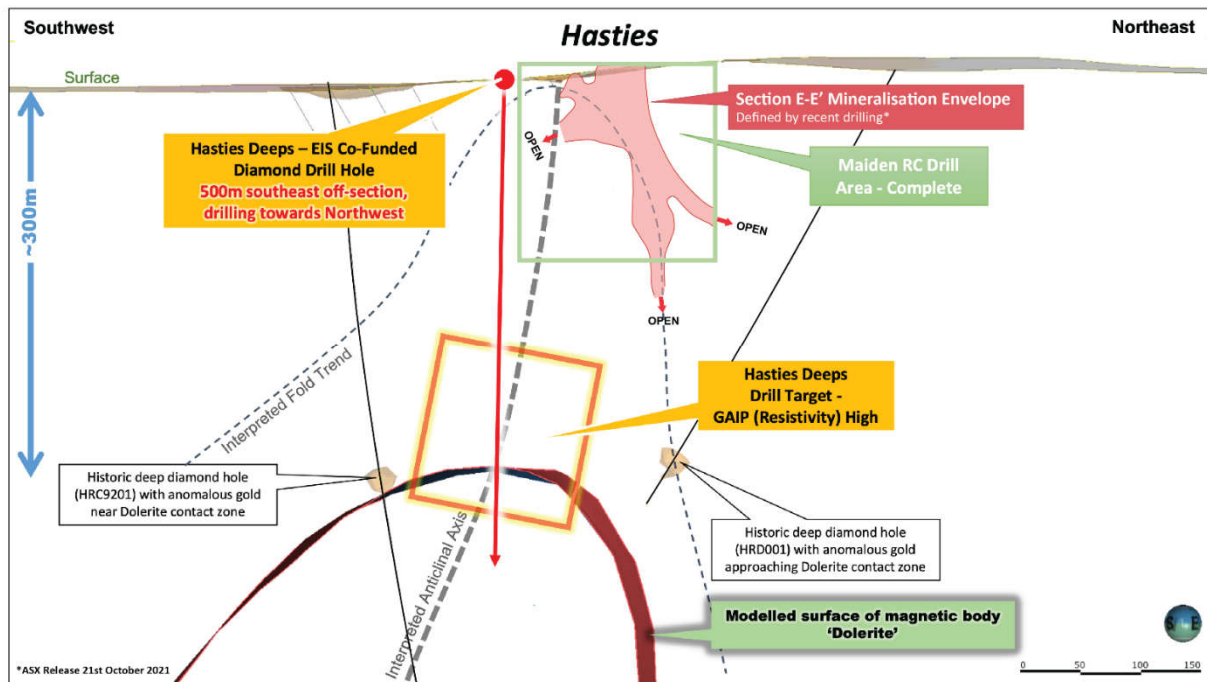 Southwest
Hasties
Northeast
Surface
Section E-E' Mineralisation Envelope
Defined by recent drilling*
Hasties Deeps – EIS Co-Funded
Diamond Drill Hole
500m southeast off-section,
drilling towards Northwest
OPEN
Maiden RC Drill
Area - Complete
OPEN
~300m
OPEN
Interpreted Fold Trend
Hasties Deeps
Drill Target -
GAIP (Resistivity) High
Historic deep diamond hole
(HRC9201) with anomalous gold
near Dolerite contact zone
Historic deep diamond hole
(HRD001) with anomalous gold
approaching Dolerite contact zone
Interpreted Anticlinal Axis
Modelled surface of magnetic body
‘Dolerite’
S E
*ASX Release 21st October 2021
0 50 100 150